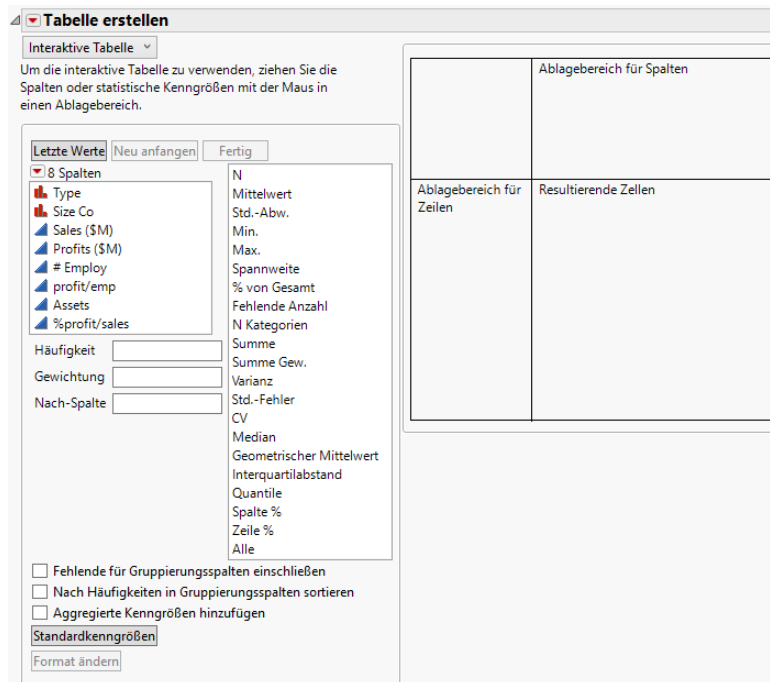 Tabelle erstellen
Interaktive Tabelle
Um die interaktive Tabelle zu verwenden, ziehen Sie die
Spalten oder statistische Kenngrößen mit der Maus in
einen Ablagebereich.
Letzte Werte Neu anfangen Fertig
8 Spalten
Type
Size Co
Sales ($M)
Profits ($M)
# Employ
profit/emp
Assets
%profit/sales
Häufigkeit
Gewichtung
Nach-Spalte
N
Mittelwert
Std.-Abw.
Min.
Max.
Spannweite
% von Gesamt
Fehlende Anzahl
N Kategorien
Summe
Summe Gew.
Varianz
Std.-Fehler
CV
Median
Geometrischer Mittelwert
Interquartilabstand
Quantile
Spalte %
Zeile %
Alle
Fehlende für Gruppierungsspalten einschließen
Nach Häufigkeiten in Gruppierungsspalten sortieren
Aggregierte Kenngrößen hinzufügen
Standardkenngrößen
Format ändern
Ablagebereich für Spalten
Ablagebereich für
Zeilen
Resultierende Zellen